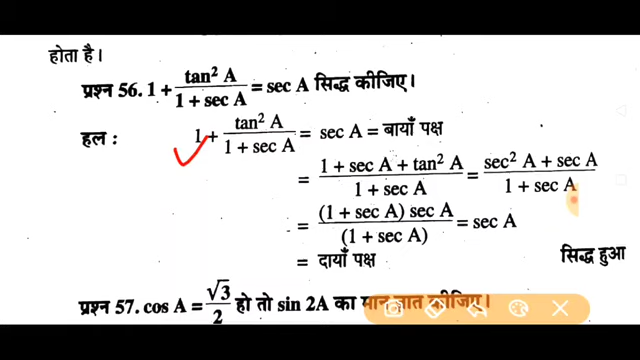 होता है।
प्रश्न 56. 1 + tan² A / 1 + sec A = sec A सिद्ध कीजिए।
हल : 1 + tan² A / 1 + sec A = sec A = बायाँ पक्ष
= 1 + sec A + tan² A / 1 + sec A = sec² A + sec A / 1 + sec A
= (1 + sec A) sec A / (1 + sec A) = sec A
= दायाँ पक्ष सिद्ध हुआ
प्रश्न 57. cos A = √3 / 2 हो तो sin 2A का मान ज्ञात कीजिए।